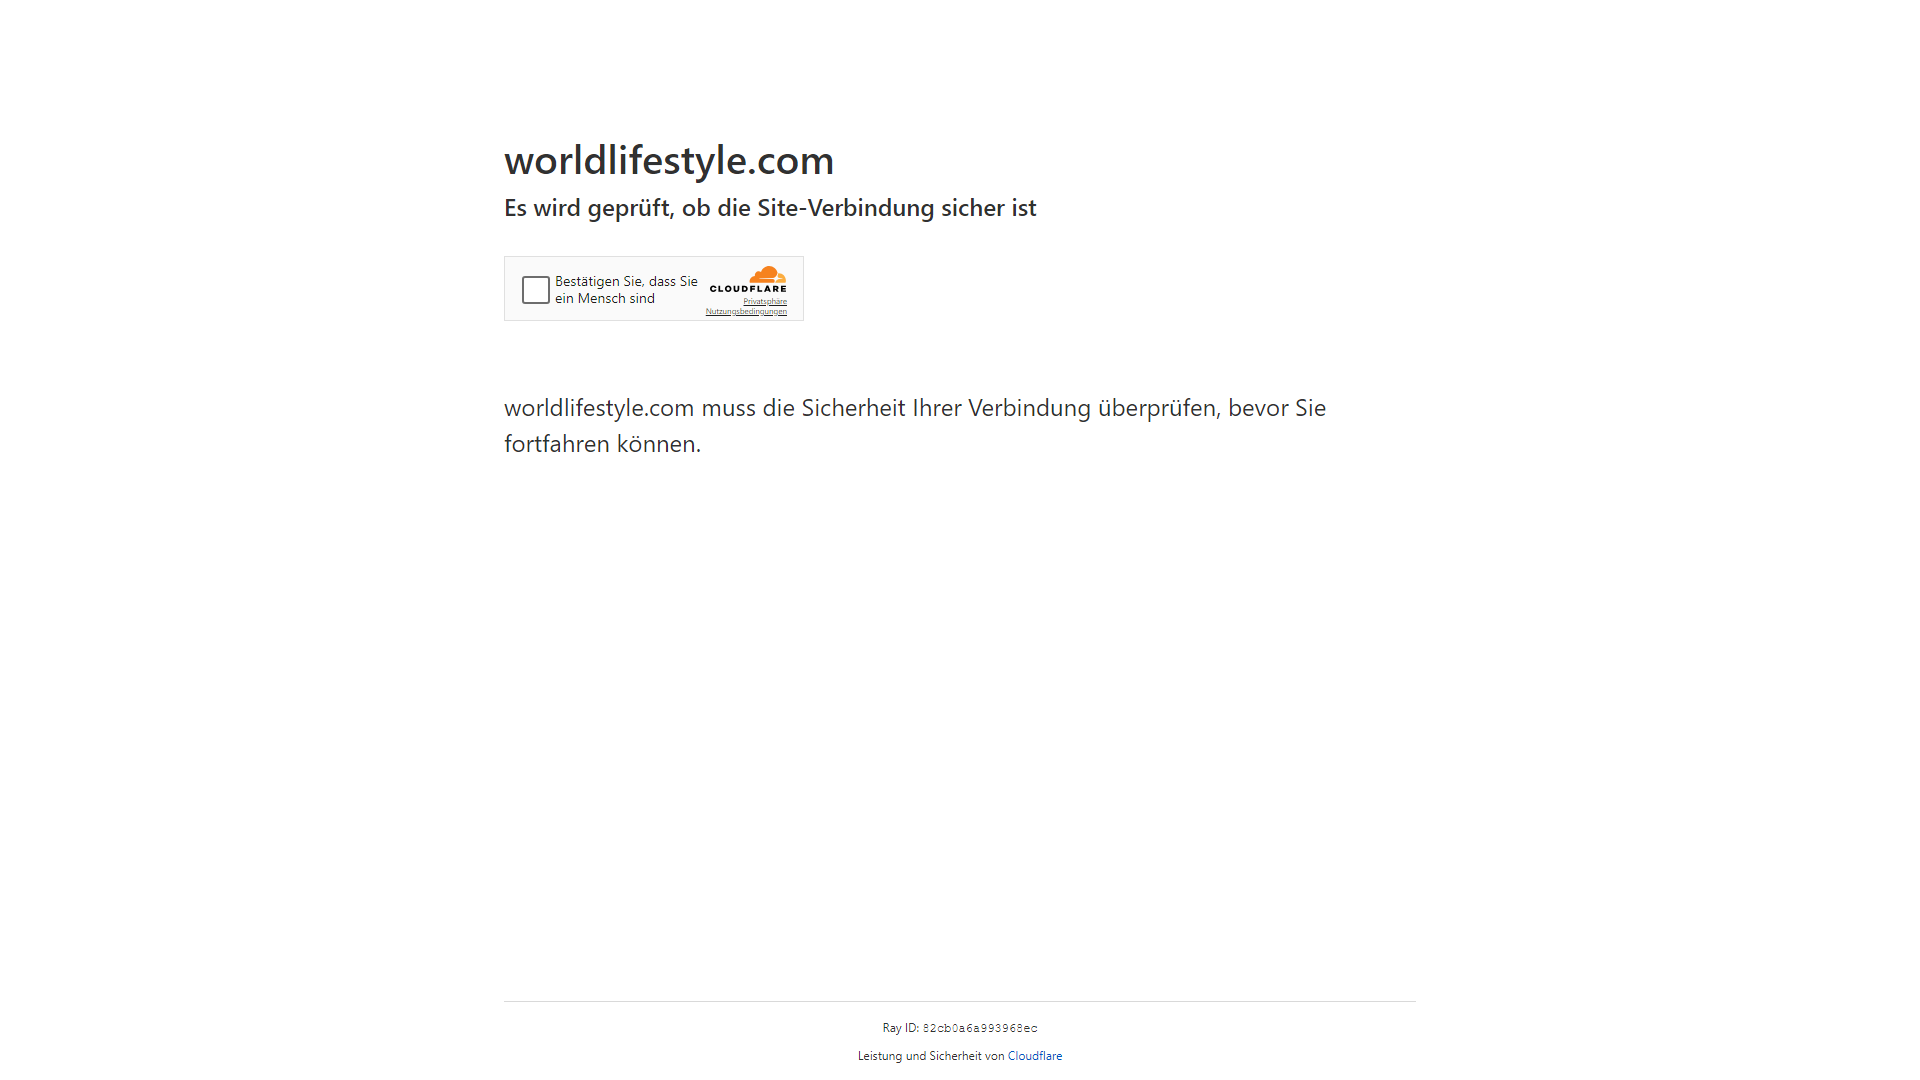 worldlifestyle.com
Es wird geprüft, ob die Site-Verbindung sicher ist
Bestätigen Sie, dass Sie
ein Mensch sind
CLOUDFLARE
Privatsphäre
Nutzungsbedingungen
worldlifestyle.com muss die Sicherheit Ihrer Verbindung überprüfen, bevor Sie
fortfahren können.
Ray ID: 82cb0a6a993968ec
Leistung und Sicherheit von Cloudflare